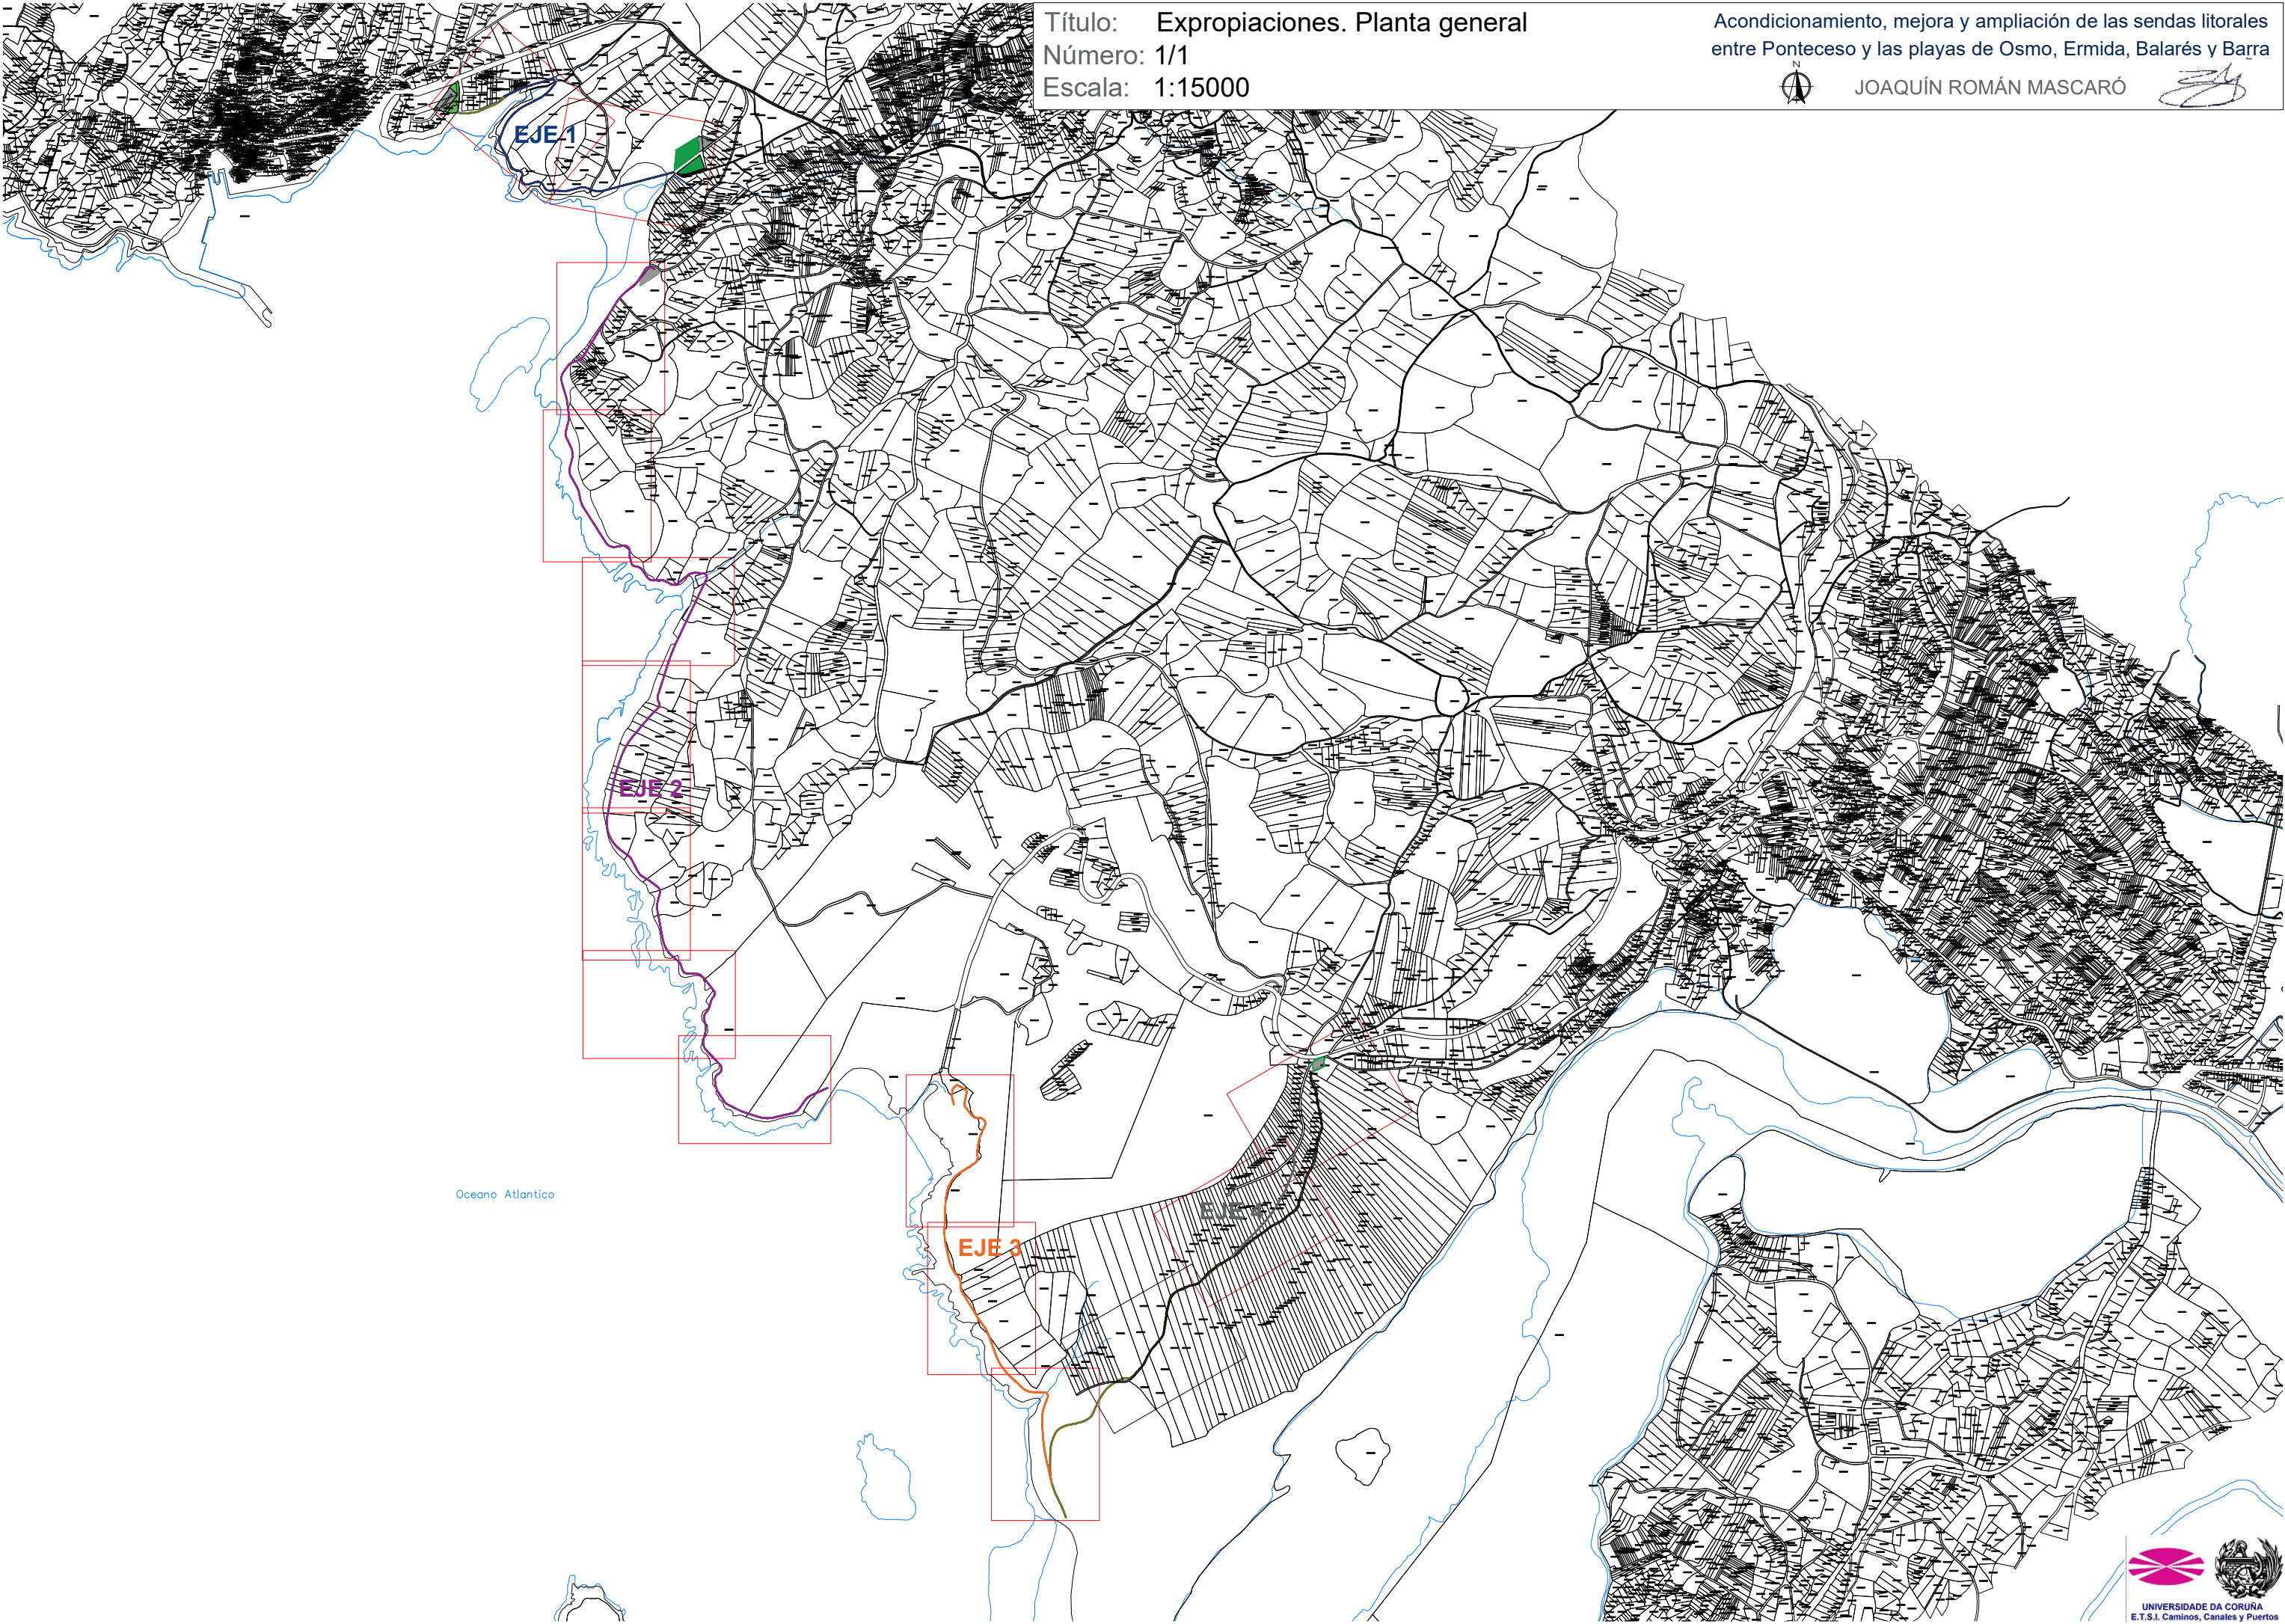 Título: Expropiaciones. Planta general
Número: 1/1
Escala: 1:15000
Acondicionamiento, mejora y ampliación de las sendas litorales
entre Ponteceso y las playas de Osmo, Ermida, Balarés y Barra
N
JOAQUÍN ROMÁN MASCARÓ
EJE 1
EJE 2
EJE 3
EJE 4
Oceano Atlantico
UNIVERSIDADE DA CORUÑA
E.T.S.I. Caminos, Canales y Puertos